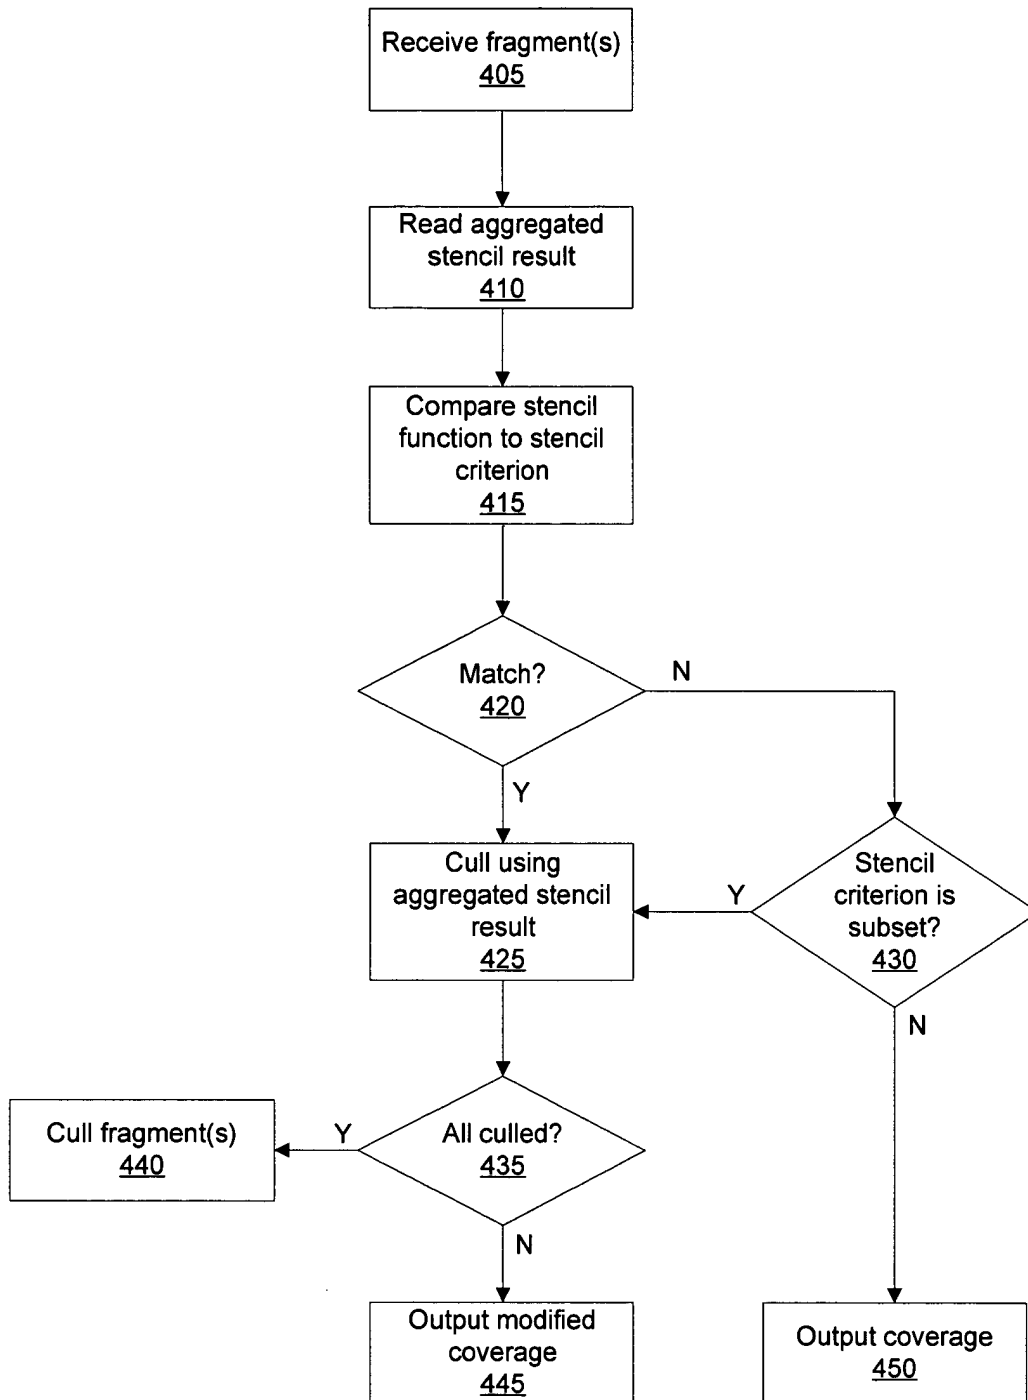 Receive fragment(s)
405
Read aggregated
stencil result
410
Compare stencil
function to stencil
criterion
415
Match?
420
N
Y
Cull using
aggregated stencil
result
425
Y
Stencil
criterion is
subset?
430
N
Cull fragment(s)
440
Y
All culled?
435
N
Output modified
coverage
445
Output coverage
450